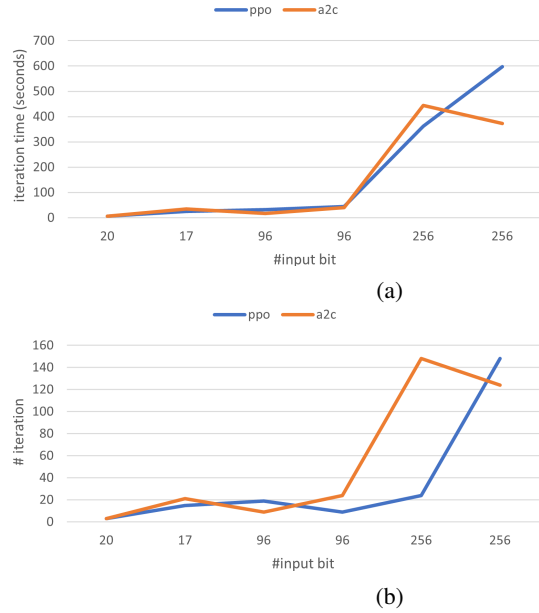 ppo a2c
700
600
500
400
300
200
100
0
iteration time (seconds)
20 17 96 96 256 256
#input bit
(a)
ppo a2c
160
140
120
100
80
60
40
20
0
# iteration
20 17 96 96 256 256
#input bit
(b)